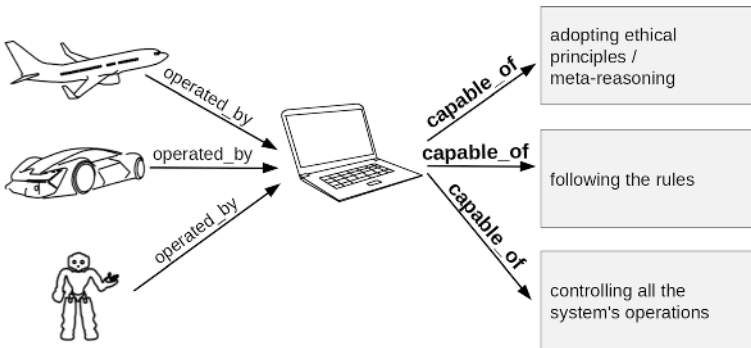 operated_by
capable_of
adopting ethical
principles /
meta-reasoning
operated_by
capable_of
following the rules
operated_by
capable_of
controlling all the
system's operations